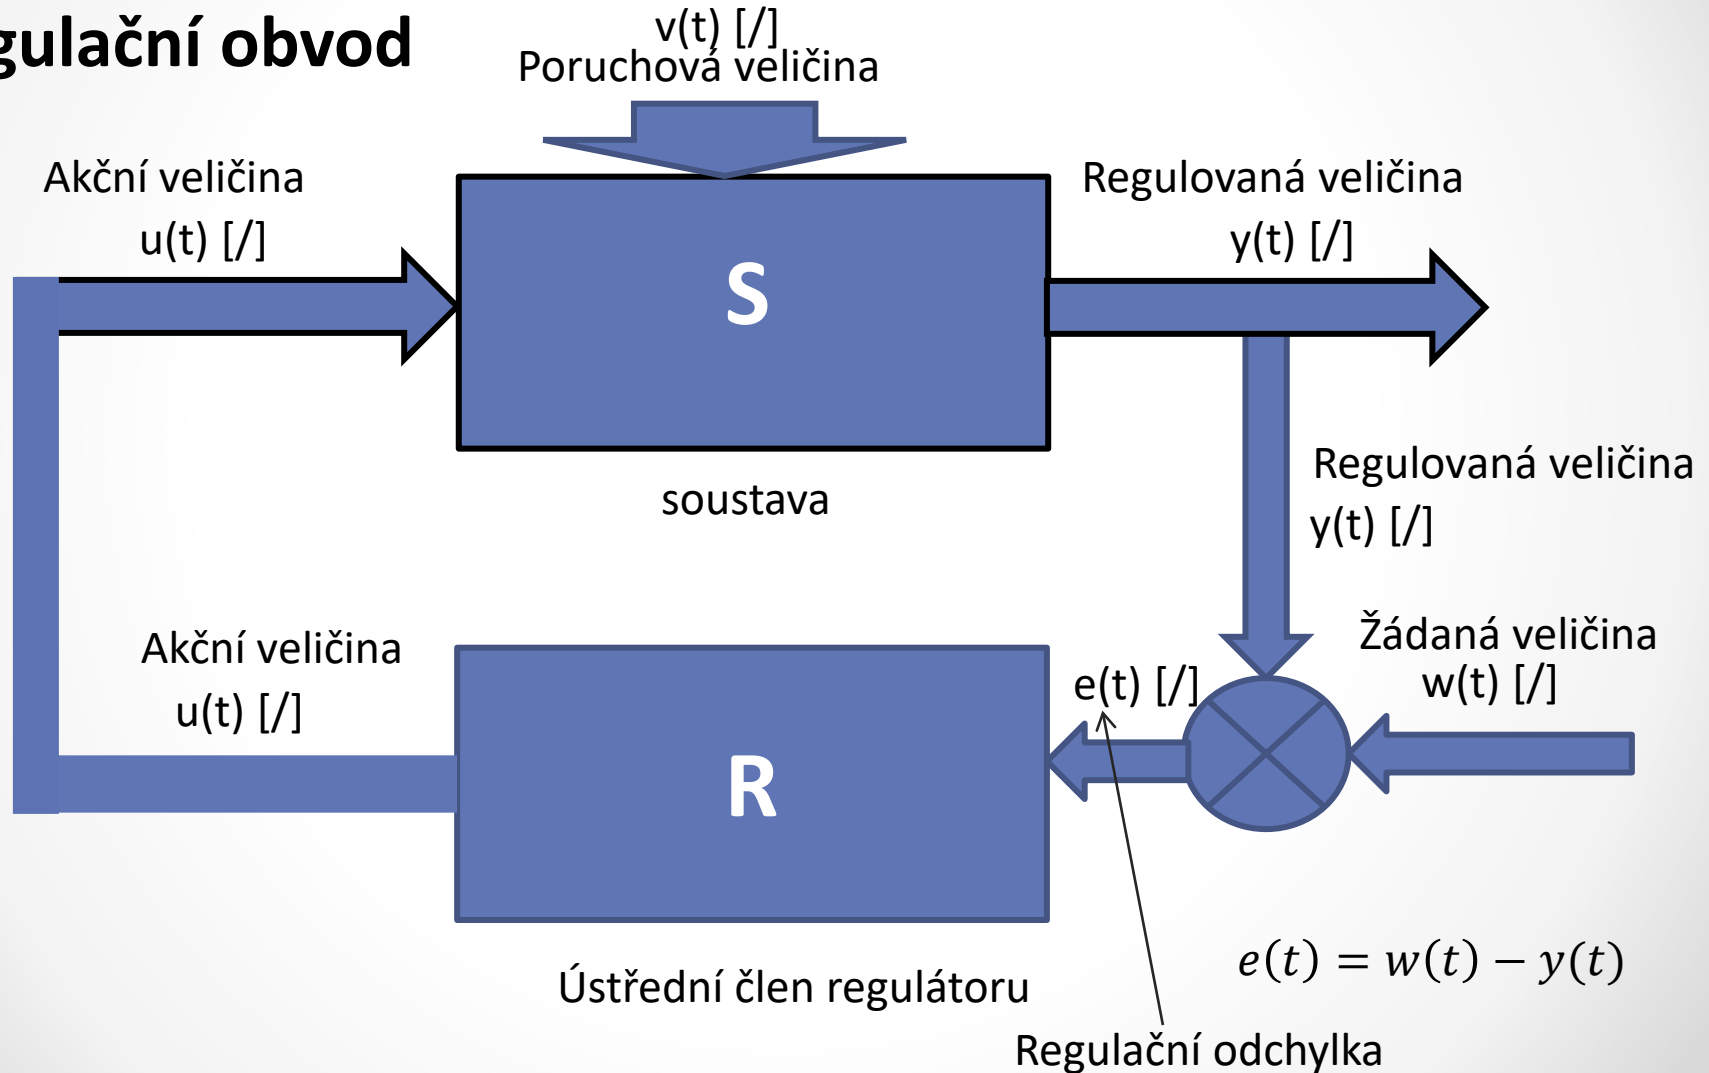 gulační obvod
v(t) [/]
Poruchová veličina
Akční veličina
u(t) [/]
Regulovaná veličina
y(t) [/]
S
soustava
Regulovaná veličina
y(t) [/]
Akční veličina
u(t) [/]
R
e(t) [/]
Žádaná veličina
w(t) [/]
Ústřední člen regulátoru
e(t) = w(t) − y(t)
Regulační odchylka